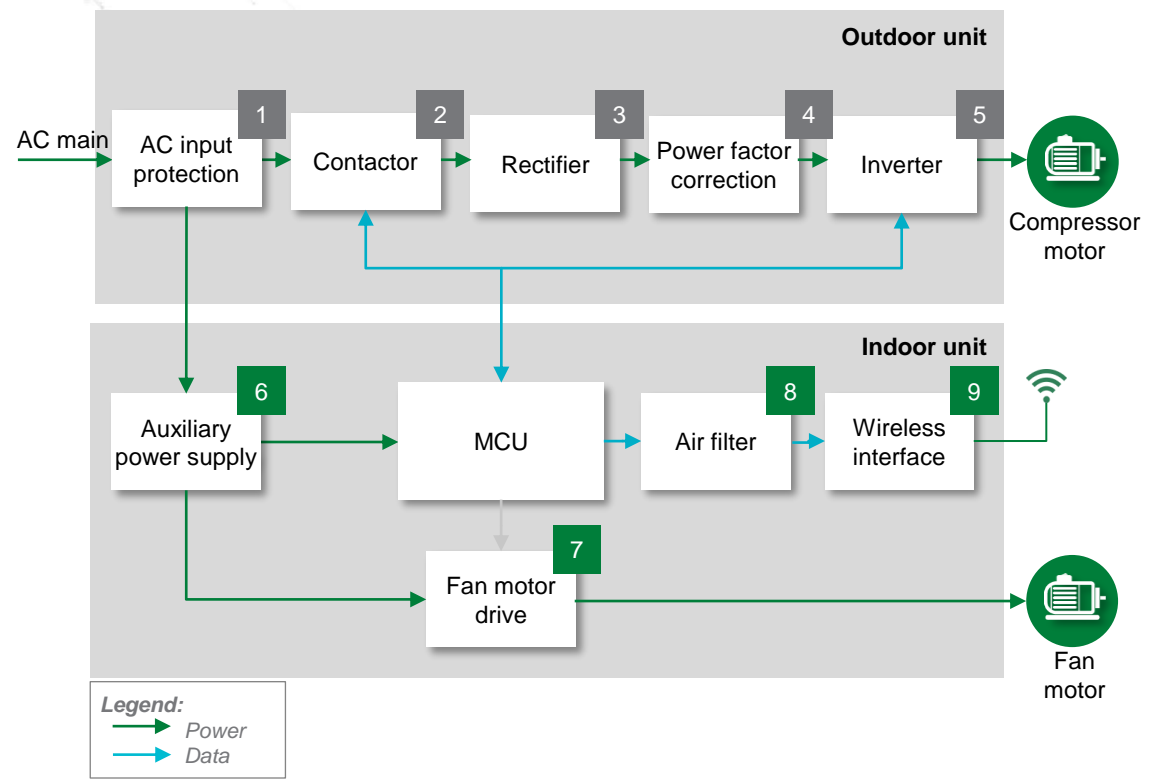 Outdoor unit
1
2
3
4
5
AC main
AC input
protection
Contactor
Rectifier
Power factor
correction
Inverter
Compressor
motor
Indoor unit
6
8
9
Auxiliary
power supply
MCU
Air filter
Wireless
interface
7
Fan motor
drive
Fan
motor
Legend:
Power
Data